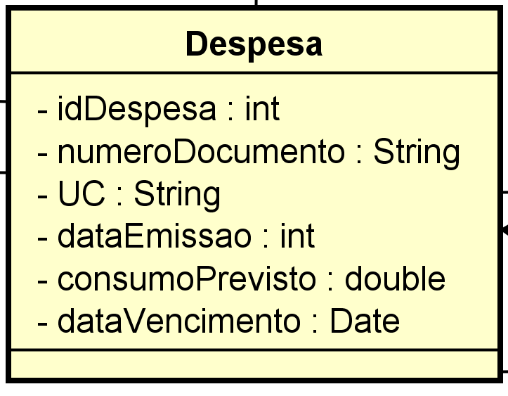 Despesa
- idDespesa : int
- numeroDocumento : String
- UC : String
- dataEmissao : int
- consumoPrevisto : double
- dataVencimento : Date